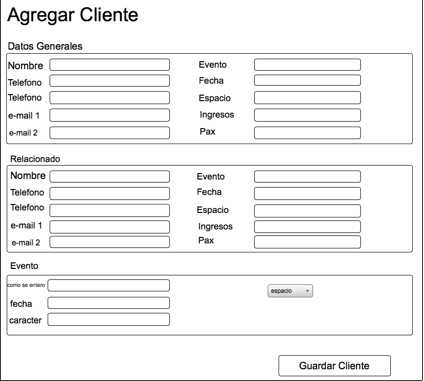 Agregar Cliente
Datos Generales
Nombre Evento
Telefono Fecha
Telefono Espacio
e-mail 1 Ingresos
e-mail 2 Pax
Relacionado
Nombre Evento
Telefono Fecha
Telefono Espacio
e-mail 1 Ingresos
e-mail 2 Pax
Evento
como se entero espacio
fecha
caracter
Guardar Cliente